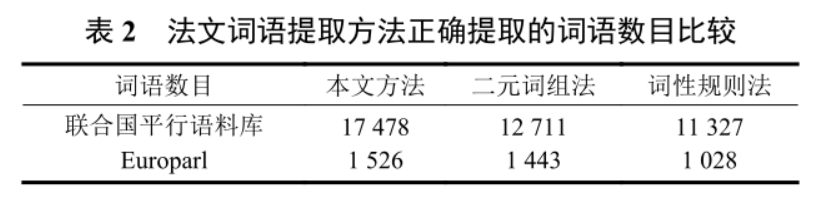 表 2 法文词语提取方法正确提取的词语数目比较
词语数目 本文方法 二元词组法 词性规则法
联合国平行语料库 17 478 12 711 11 327
Europarl 1 526 1 443 1 028